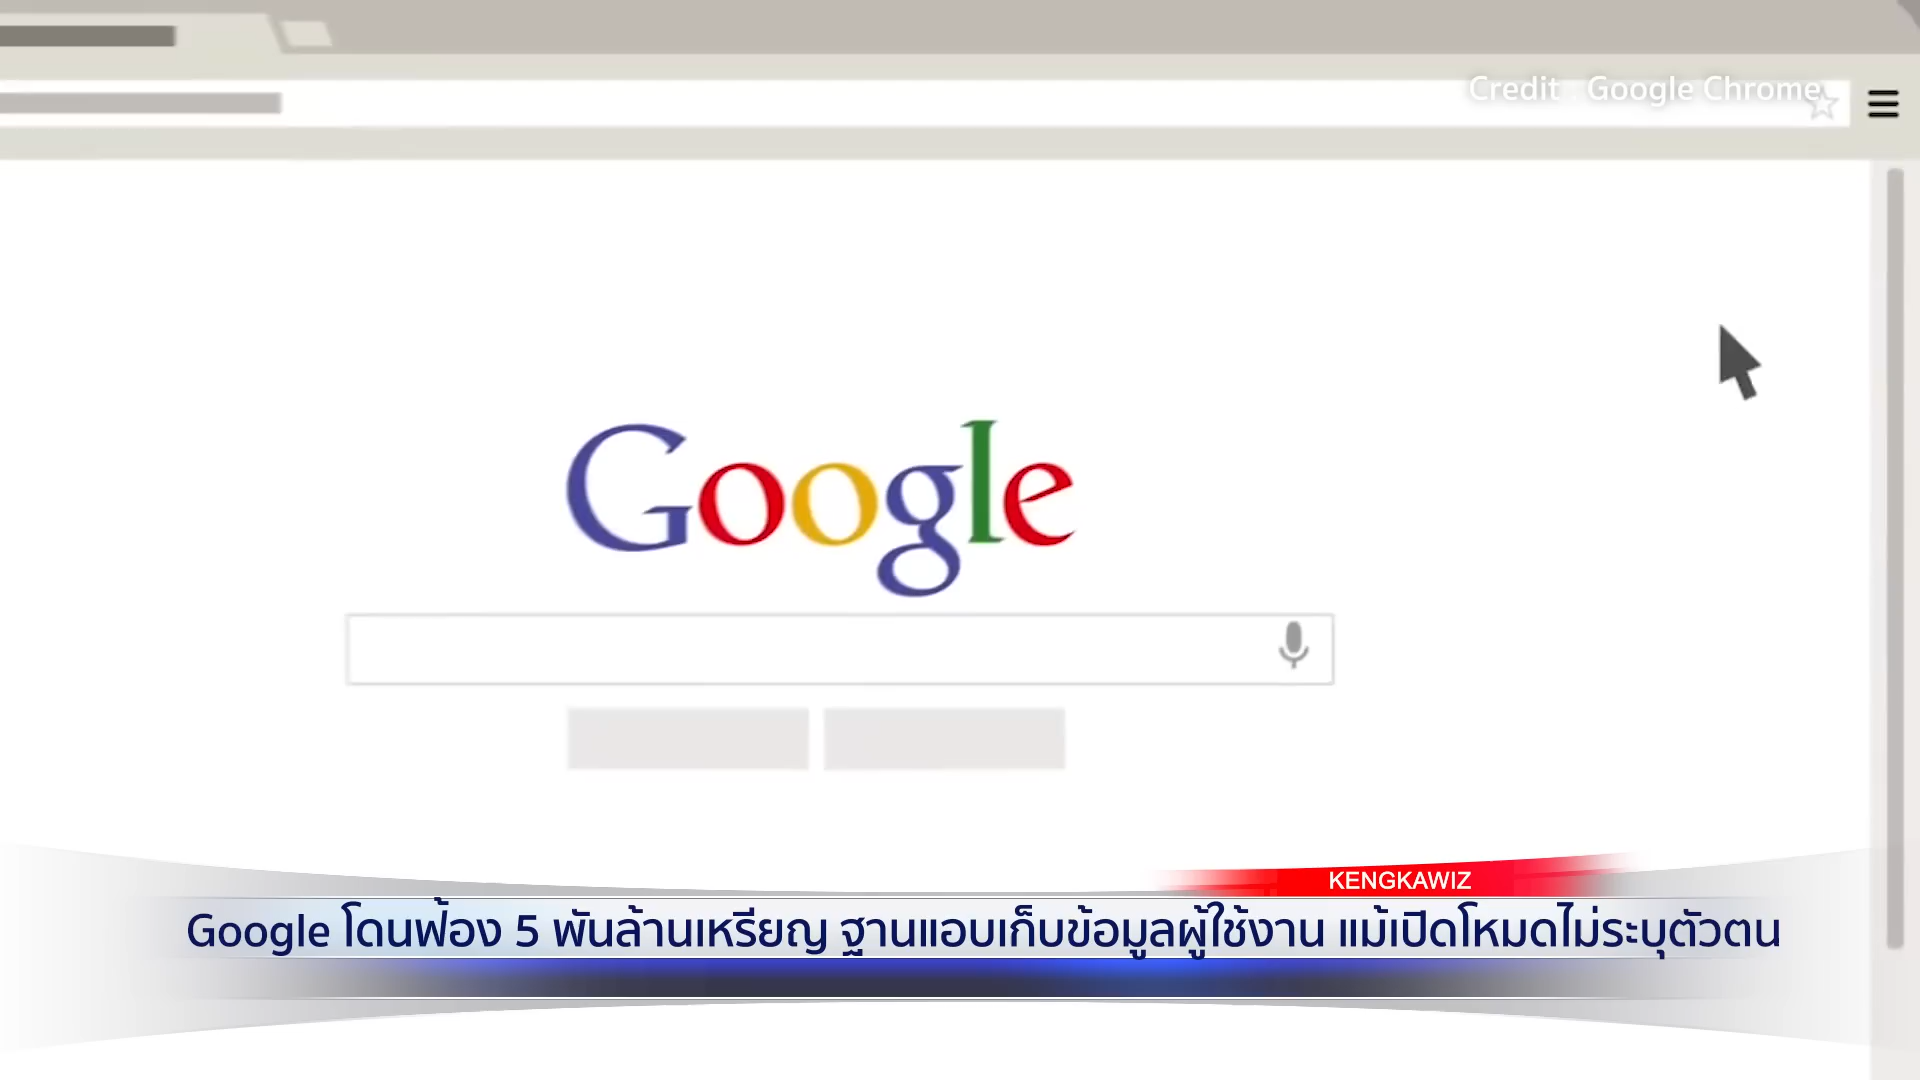 Credit : Google Chrome
Google
KENGKAWIZ
Google โดนฟ้อง 5 พันล้านเหรียญ ฐานแอบเก็บข้อมูลผู้ใช้งาน แม้เปิดโหมดไม่ระบุตัวตน